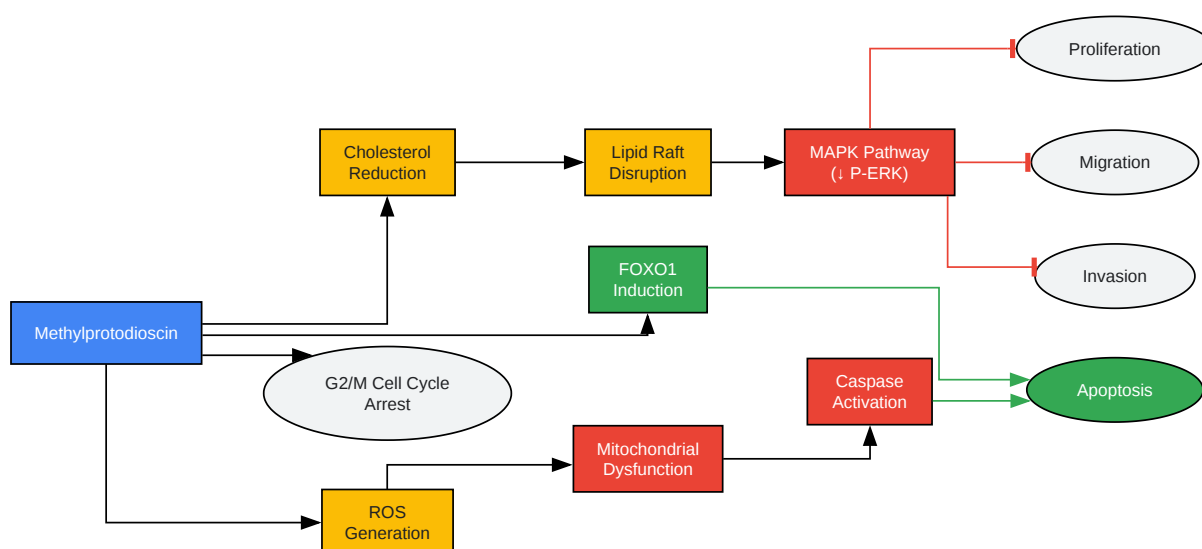 Proliferation
Cholesterol
Reduction
Lipid Raft
Disruption
MAPK Pathway
(↓ P-ERK)
Migration
FOXO1
Induction
Invasion
Methylprotodioscin
G2/M Cell Cycle
Arrest
Caspase
Activation
Apoptosis
Mitochondrial
Dysfunction
ROS
Generation